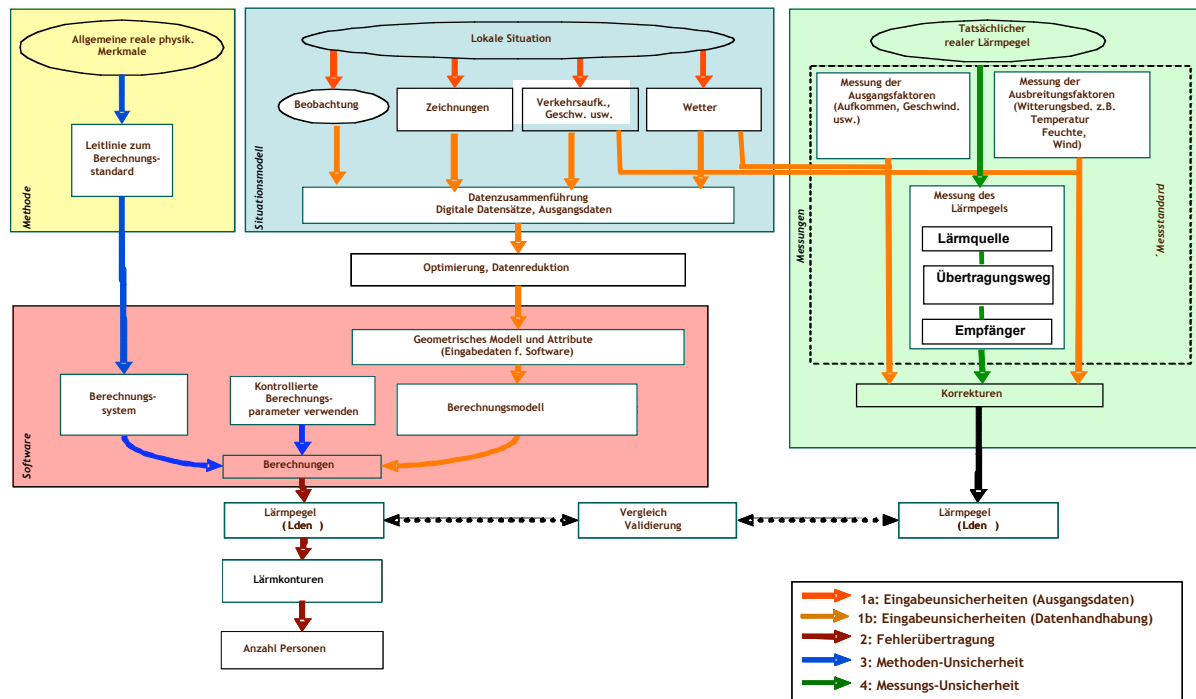 Allgemeine reale physik.
Merkmale
Leitlinie zum
Berechnungs-
standard
Methode
Lokale Situation
Beobachtung
Zeichnungen
Verkehrsaufk.,
Geschw. usw.
Wetter
Datenzusammenführung
Digitale Datensätze, Ausgangsdaten
Situationsmodell
Optimierung, Datenreduktion
Tatsächlicher
realer Lärmpegel
Messung der
Ausgangsfaktoren
(Aufkommen, Geschwind.
usw.)
Messung der
Ausbreitungsfaktoren
(Witterungsbed. z.B.
Temperatur
Feuchte,
Wind)
Messung des
Lärmpegels
Lärmquelle
Übertragungsweg
Empfänger
Messungen
'Messstandard
Korrekturen
Geometrisches Modell und Attribute
(Eingabedaten f. Software)
Berechnungs-
system
Kontrollierte
Berechnungs-
parameter verwenden
Berechnungsmodell
Berechnungen
Software
Lärmpegel
(Lden )
Vergleich
Validierung
Lärmpegel
(Lden )
Lärmkonturen
Anzahl Personen
1a: Eingabeunsicherheiten (Ausgangsdaten)
1b: Eingabeunsicherheiten (Datenhandhabung)
2: Fehlerübertragung
3: Methoden-Unsicherheit
4: Messungs-Unsicherheit